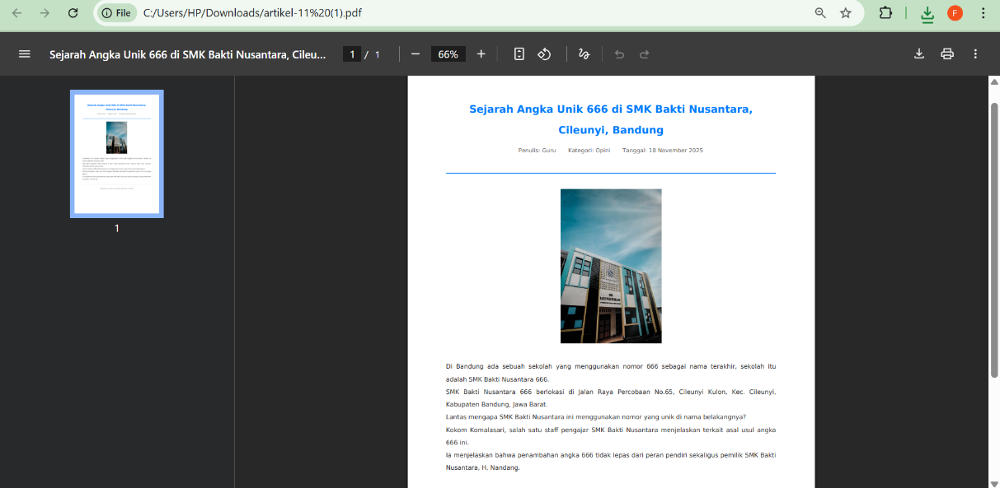 File
C:/Users/HP/Downloads/artikel-11%20(1).pdf
F
Sejarah Angka Unik 666 di SMK Bakti Nusantara, Cileu...
1 / 1
66%
1
Sejarah Angka Unik 666 di SMK Bakti Nusantara,
Cileunyi, Bandung
Penulis: Guru Kategori: Opini Tanggal: 18 November 2025
Di Bandung ada sebuah sekolah yang menggunakan nomor 666 sebagai nama terakhir, sekolah itu
adalah SMK Bakti Nusantara 666.
SMK Bakti Nusantara 666 berlokasi di Jalan Raya Percobaan No.65, Cileunyi Kulon, Kec. Cileunyi,
Kabupaten Bandung, Jawa Barat.
Lantas mengapa SMK Bakti Nusantara ini menggunakan nomor yang unik di nama belakangnya?
Kokom Komalasari, salah satu staff pengajar SMK Bakti Nusantara menjelaskan terkait asal usul angka
666 ini.
Ia menjelaskan bahwa penambahan angka 666 tidak lepas dari peran pendiri sekaligus pemilik SMK Bakti
Nusantara, H. Nandang.